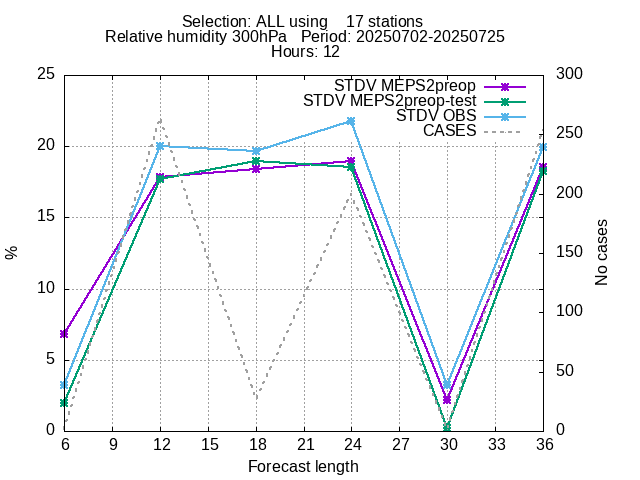 Selection: ALL using    17 stations
Relative humidity 300hPa   Period: 20250702-20250725
Hours: 12
STDV MEPS2preop
STDV MEPS2preop-test
STDV OBS
CASES
25
20
15
10
5
0
%
300
250
200
150
100
50
0
No cases
6 9 12 15 18 21 24 27 30 33 36
Forecast length